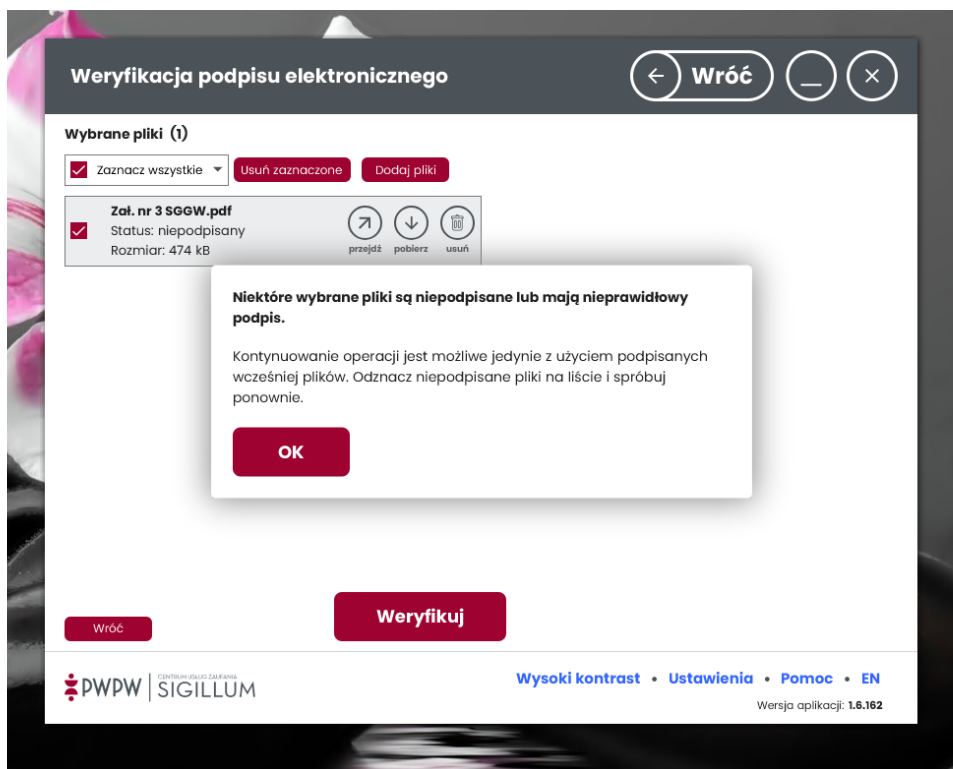 Weryfikacja podpisu elektronicznego
Wróć
Wybrane pliki (1)
Zaznacz wszystkie
Usuń zaznaczone
Dodaj pliki
Zał. nr 3 SGGW.pdf
Status: niepodpisany
Rozmiar: 474 kB
przejdź pobierz usuń
Niektóre wybrane pliki są niepodpisane lub mają nieprawidłowy
podpis.
Kontynuowanie operacji jest możliwe jedynie z użyciem podpisanych
wcześniej plików. Odznacz niepodpisane pliki na liście i spróbuj
ponownie.
OK
Weryfikuj
Wróć
PWPW
CENTRUM USŁUG ZAUFANIA
SIGILLUM
Wysoki kontrast • Ustawienia • Pomoc • EN
Wersja aplikacji: 1.6.162